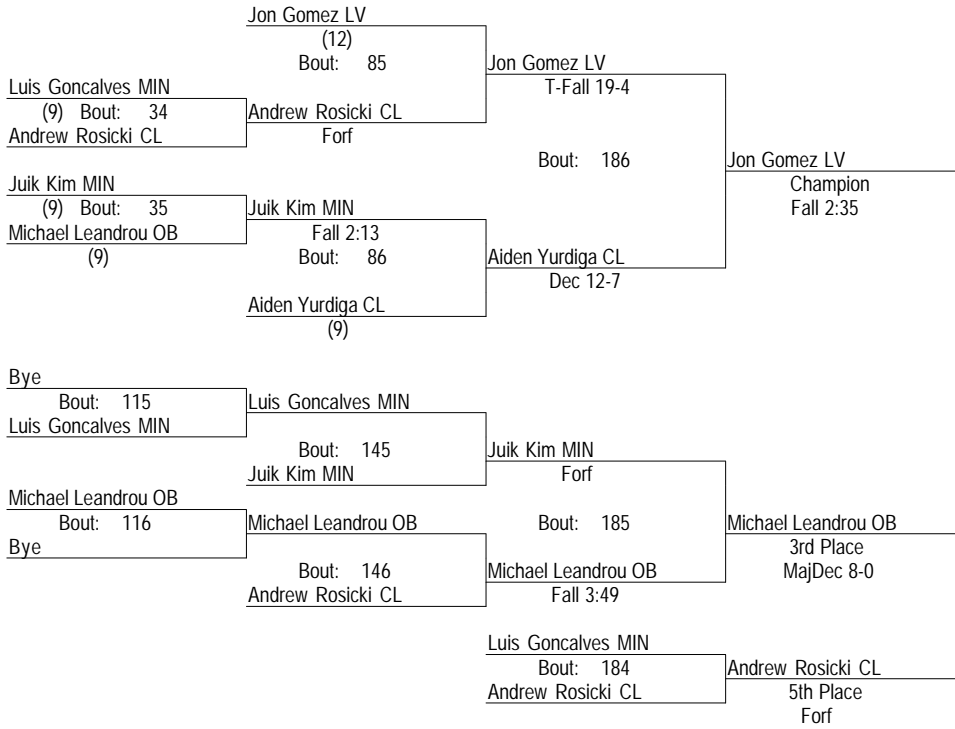 Jon Gomez LV
(12)
Bout: 85
Jon Gomez LV
T-Fall 19-4
Luis Goncalves MIN
(9) Bout: 34
Andrew Rosicki CL
Andrew Rosicki CL
Forf
Bout: 186
Jon Gomez LV
Champion
Fall 2:35
Juik Kim MIN
(9) Bout: 35
Michael Leandrou OB
(9)
Juik Kim MIN
Fall 2:13
Bout: 86
Aiden Yurdiga CL
Dec 12-7
Aiden Yurdiga CL
(9)
Bye
Bout: 115
Luis Goncalves MIN
Luis Goncalves MIN
Bout: 145
Juik Kim MIN
Juik Kim MIN
Forf
Michael Leandrou OB
Bout: 116
Bye
Michael Leandrou OB
Bout: 185
Michael Leandrou OB
3rd Place
MajDec 8-0
Bout: 146
Andrew Rosicki CL
Michael Leandrou OB
Fall 3:49
Luis Goncalves MIN
Bout: 184
Andrew Rosicki CL
Andrew Rosicki CL
5th Place
Forf